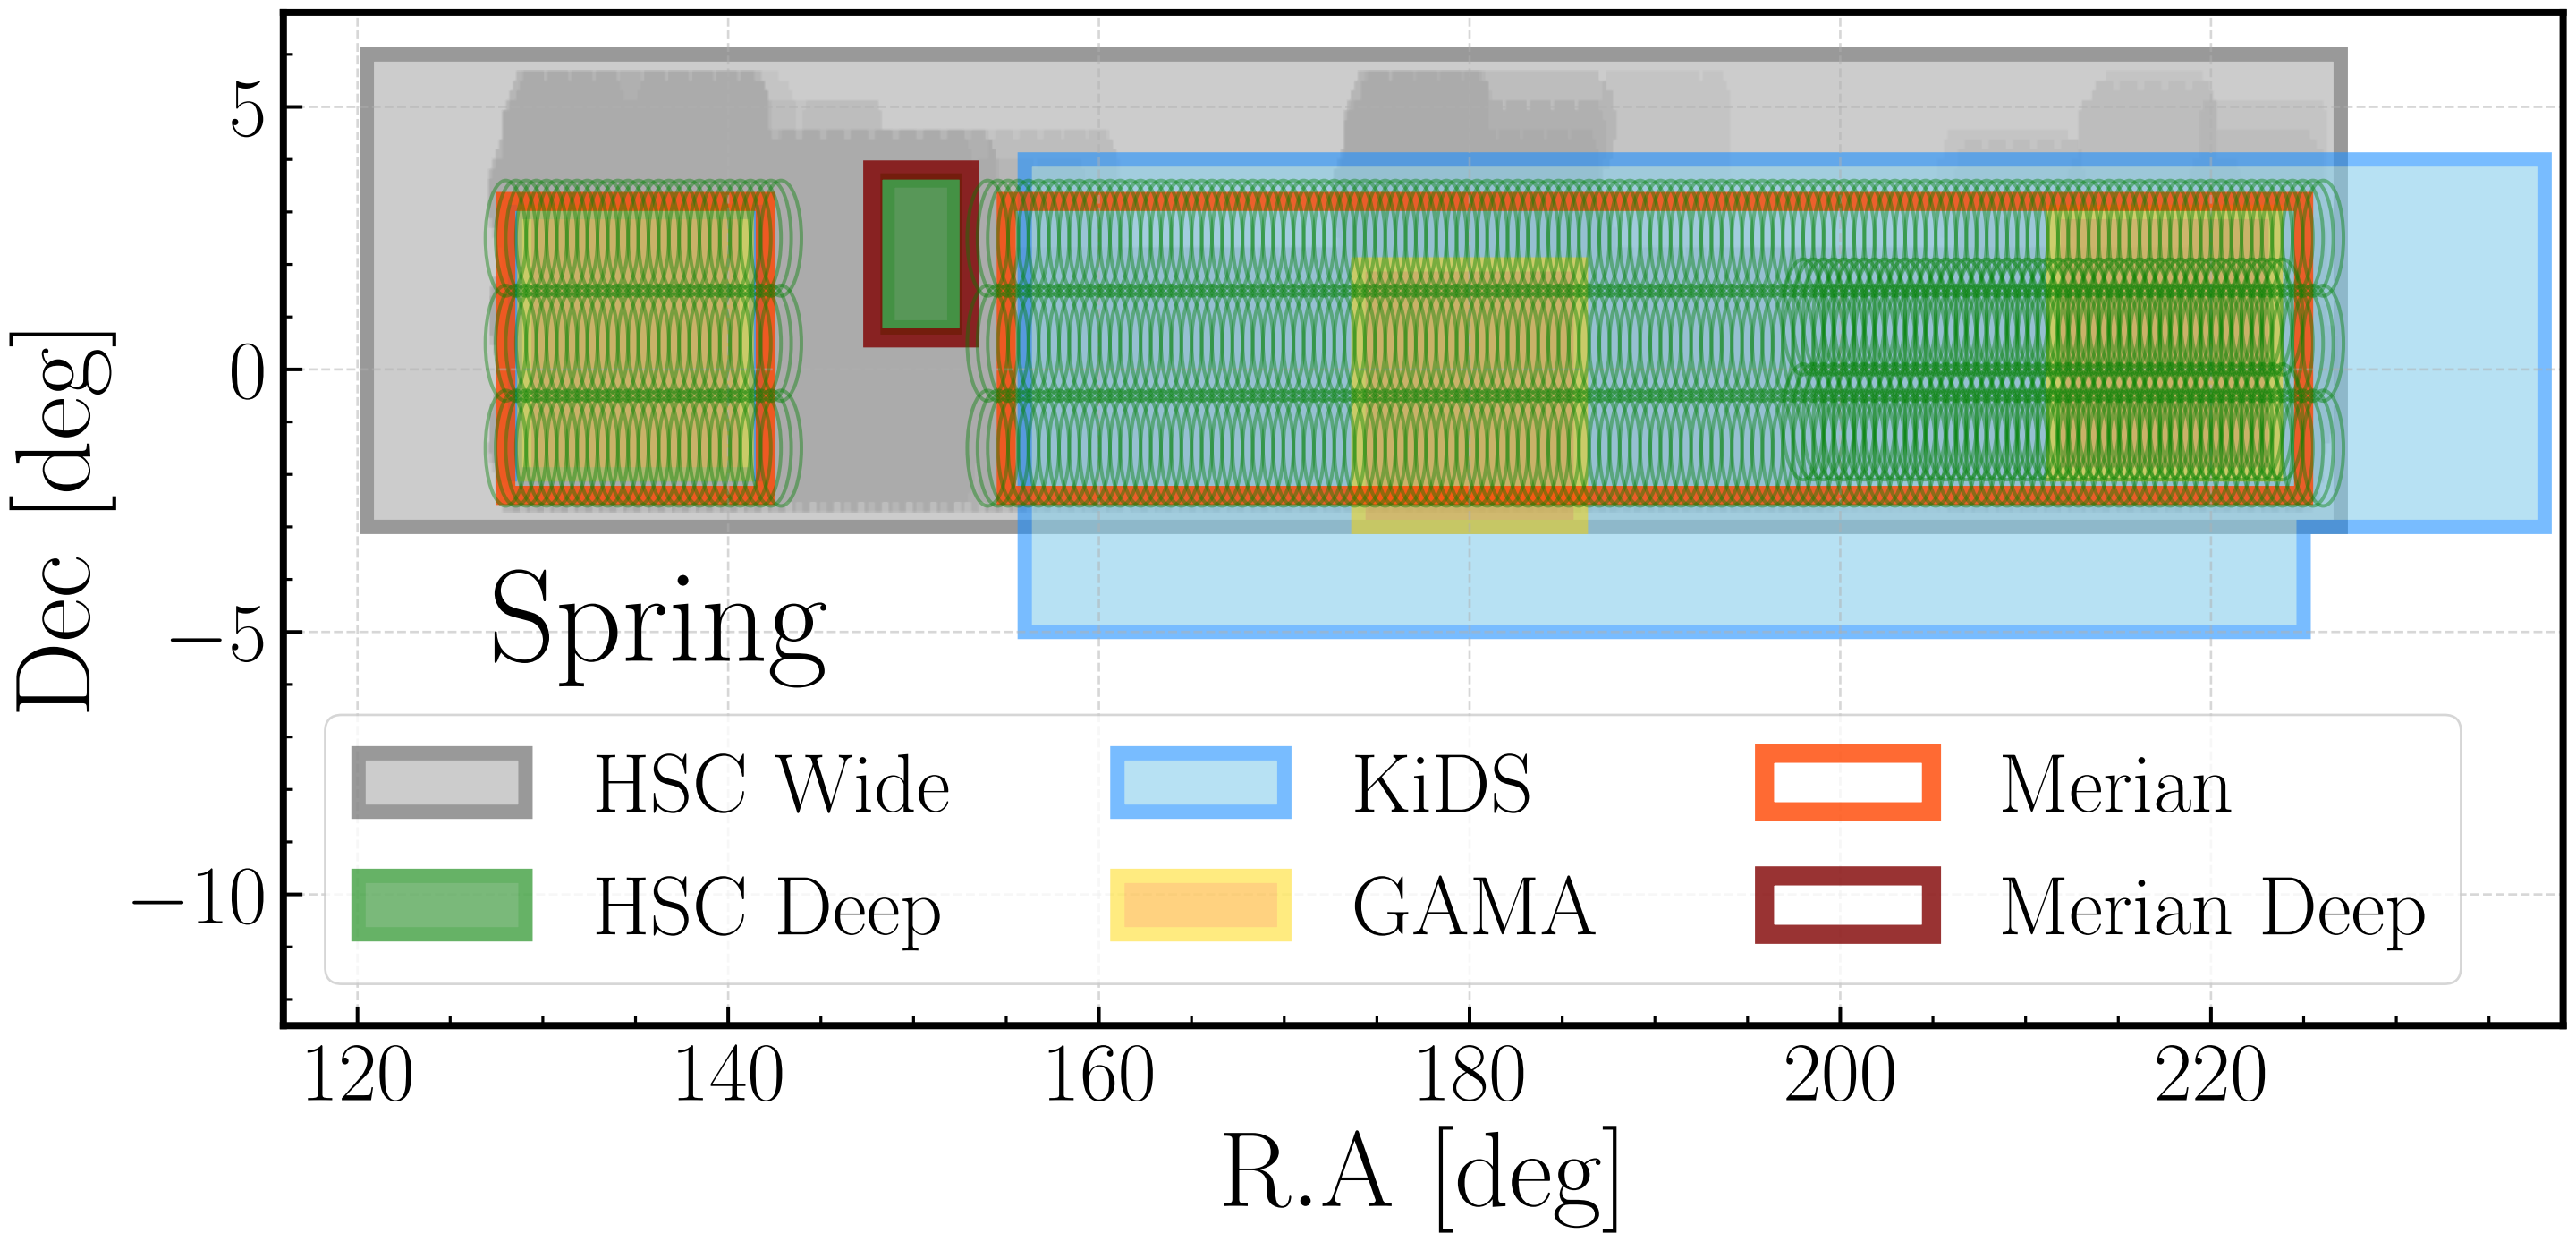 Dec [deg]
5
0
−5
−10
Spring
HSC Wide
KiDS
Merian
HSC Deep
GAMA
Merian Deep
120 140 160 180 200 220
R.A [deg]